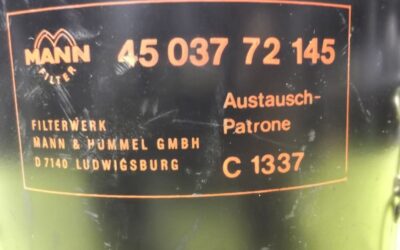 MANN
FILTER
45 037 72 145
Austausch-
Patrone
C 1337
FILTERWERK
MANN & HUMMEL GMBH
D 7140 LUDWIGSBURG